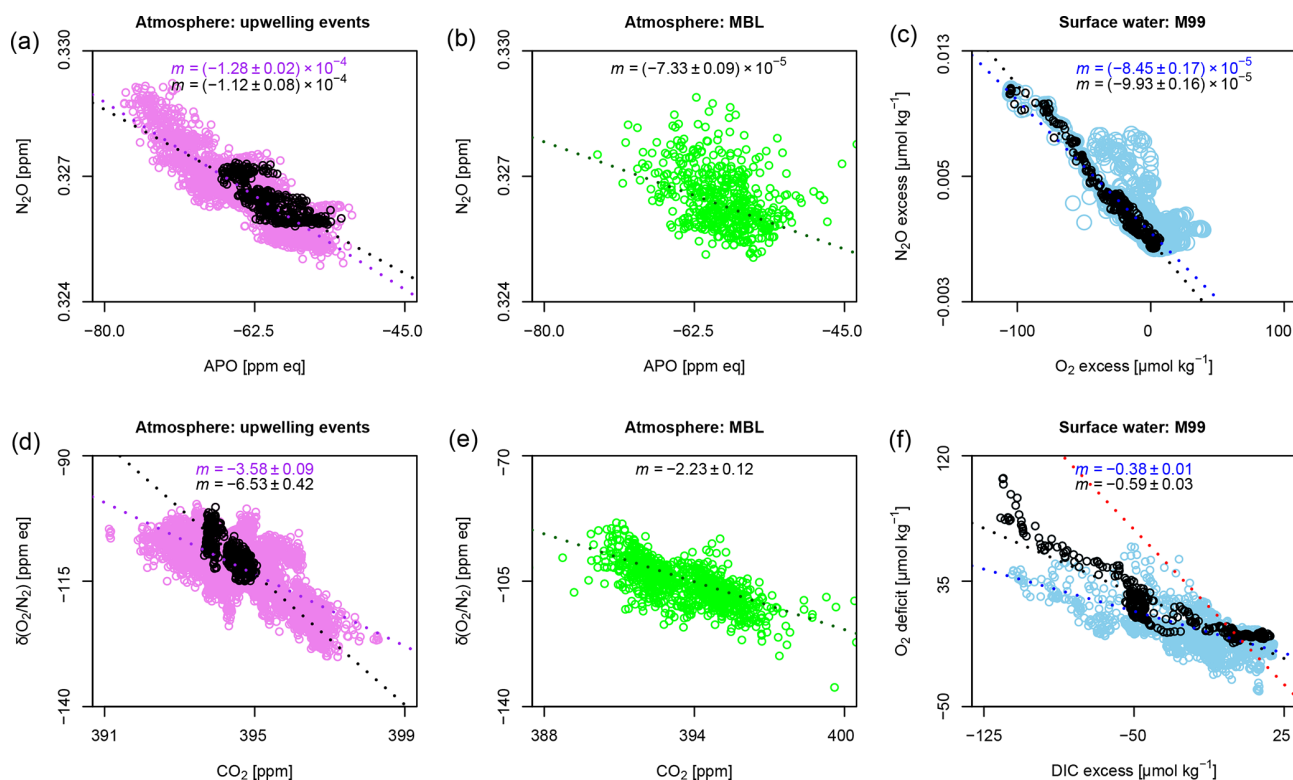 (a)
Atmosphere: upwelling events
m = (−1.28 ± 0.02) × 10⁻⁴
m = (−1.12 ± 0.08) × 10⁻⁴
N₂O [ppm]
0.330
0.327
0.324
−80.0 −62.5 −45.0
APO [ppm eq]
(b)
Atmosphere: MBL
m = (−7.33 ± 0.09) × 10⁻⁵
N₂O [ppm]
0.330
0.327
0.324
−80.0 −62.5 −45.0
APO [ppm eq]
(c)
Surface water: M99
m = (−8.45 ± 0.17) × 10⁻⁵
m = (−9.93 ± 0.16) × 10⁻⁵
N₂O excess [µmol kg⁻¹]
0.013
0.005
−0.003
−100 0 100
O₂ excess [µmol kg⁻¹]
(d)
Atmosphere: upwelling events
m = −3.58 ± 0.09
m = −6.53 ± 0.42
δ(O₂/N₂) [ppm eq]
−90
−115
−140
391 395 399
CO₂ [ppm]
(e)
Atmosphere: MBL
m = −2.23 ± 0.12
δ(O₂/N₂) [ppm eq]
−70
−105
−140
388 394 400
CO₂ [ppm]
(f)
Surface water: M99
m = −0.38 ± 0.01
m = −0.59 ± 0.03
O₂ deficit [µmol kg⁻¹]
120
35
−50
−125 −50 25
DIC excess [µmol kg⁻¹]